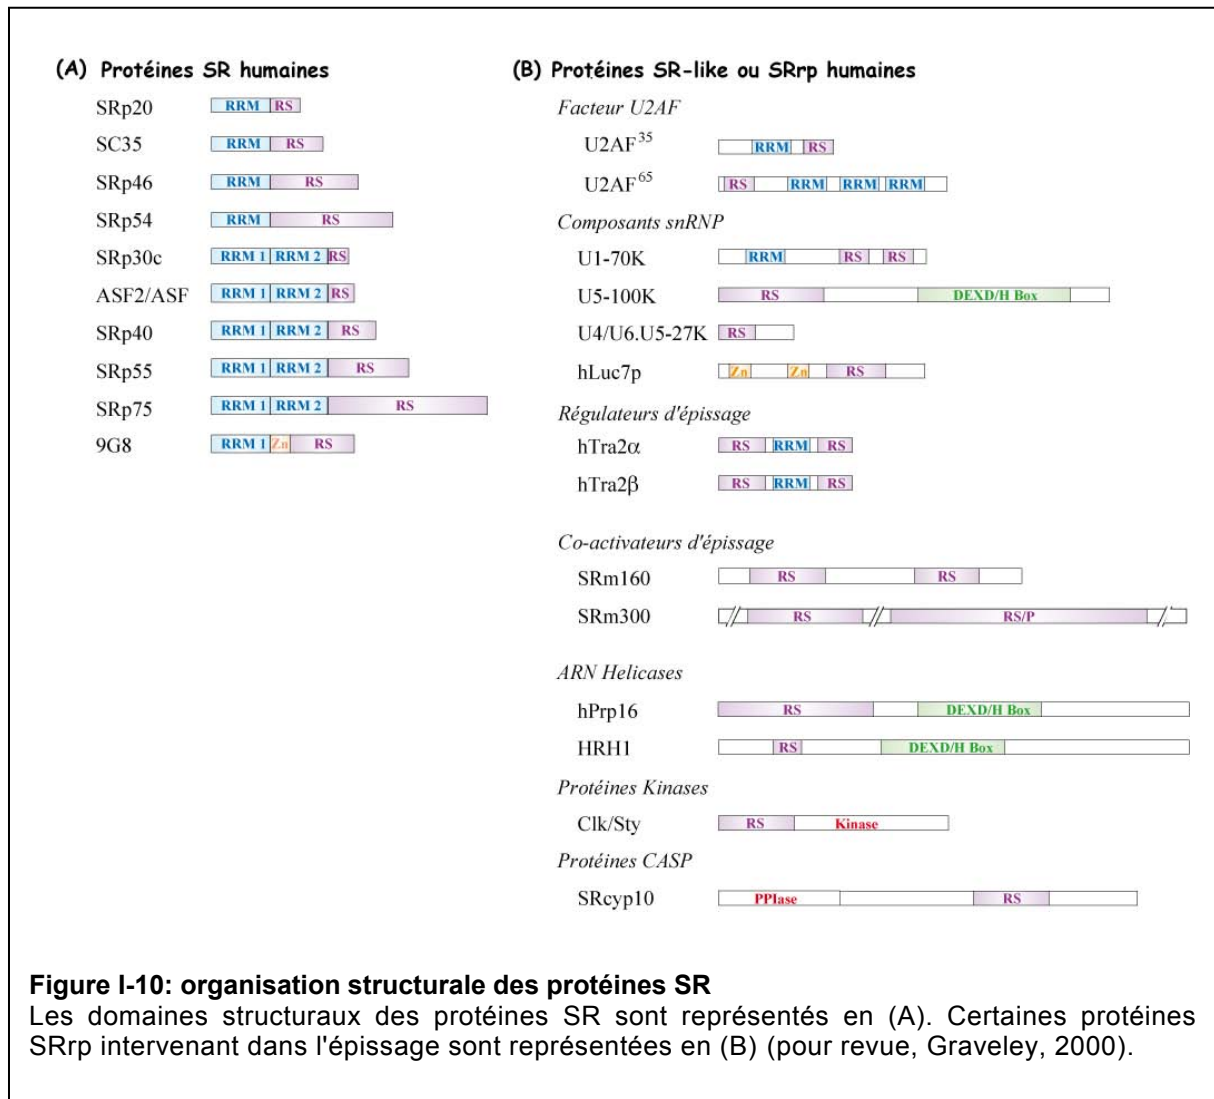 (A) Protéines SR humaines
SRp20 RRM RS
SC35 RRM RS
SRp46 RRM RS
SRp54 RRM RS
SRp30c RRM 1 RRM 2 RS
ASF2/ASF RRM 1 RRM 2 RS
SRp40 RRM 1 RRM 2 RS
SRp55 RRM 1 RRM 2 RS
SRp75 RRM 1 RRM 2 RS
9G8 RRM 1 Zn RS
(B) Protéines SR-like ou SRrp humaines
Facteur U2AF
U2AF35 RRM RS
U2AF65 RS RRM RRM RRM
Composants snRNP
U1-70K RRM RS RS
U5-100K RS DEXD/H Box
U4/U6.U5-27K RS
hLuc7p Zn Zn RS
Régulateurs d'épissage
hTra2α RS RRM RS
hTra2β RS RRM RS
Co-activateurs d'épissage
SRm160 RS RS
SRm300 RS RS/P
ARN Helicases
hPrp16 RS DEXD/H Box
HRH1 RS DEXD/H Box
Protéines Kinases
Clk/Sty RS Kinase
Protéines CASP
SRcyp10 PPIase RS
Figure I-10: organisation structurale des protéines SR
Les domaines structuraux des protéines SR sont représentés en (A). Certaines protéines
SRrp intervenant dans l'épissage sont représentées en (B) (pour revue, Graveley, 2000).